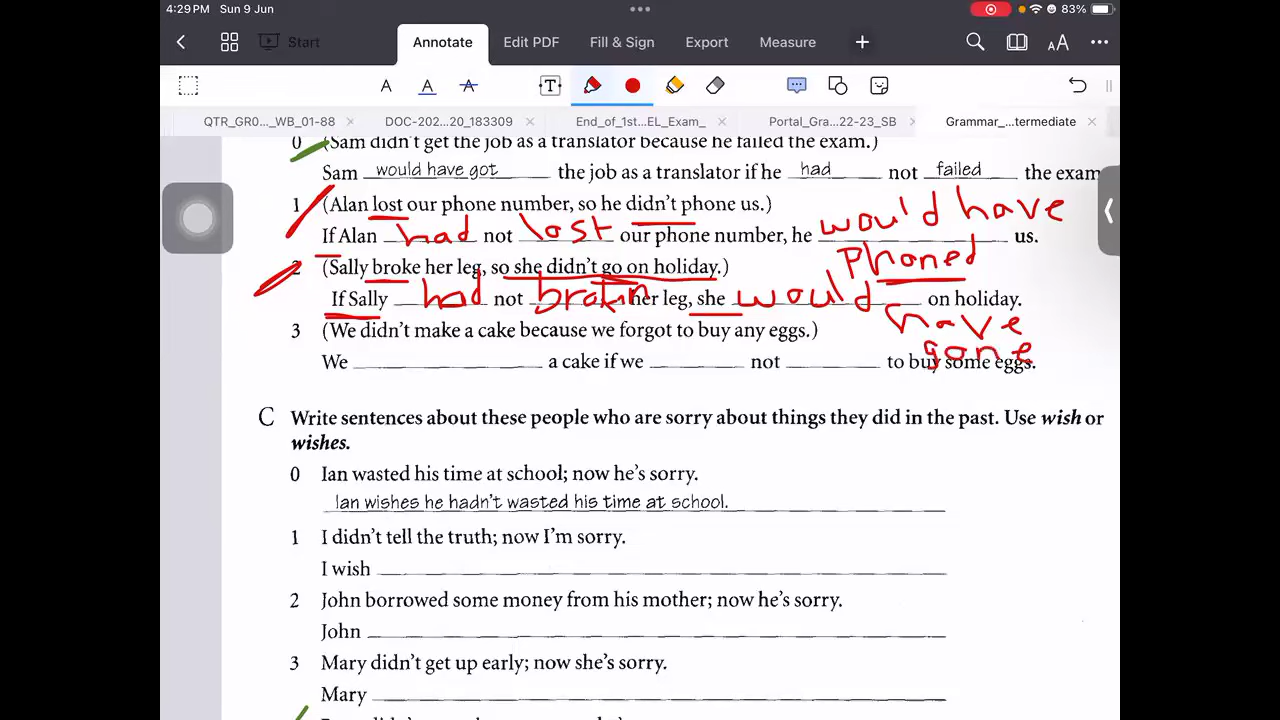 4:29 PM Sun 9 Jun 83%
Start Annotate Edit PDF Fill & Sign Export Measure
A A A T
QTR_GR0..._WB_01-88 DOC-202...20_183309 End_of_1st...EL_Exam_ Portal_Gra...22-23_SB Grammar_...termediate
0 (Sam didn't get the job as a translator because he failed the exam.)
Sam would have got the job as a translator if he had not failed the exam
1 (Alan lost our phone number, so he didn't phone us.)
If Alan had not lost our phone number, he would have phoned us.
2 (Sally broke her leg, so she didn't go on holiday.)
If Sally had not brokn her leg, she would have gone on holiday.
3 (We didn't make a cake because we forgot to buy any eggs.)
We a cake if we not to buy some eggs.
C Write sentences about these people who are sorry about things they did in the past. Use wish or
wishes.
0 Ian wasted his time at school; now he's sorry.
Ian wishes he hadn't wasted his time at school.
1 I didn't tell the truth; now I'm sorry.
I wish
2 John borrowed some money from his mother; now he's sorry.
John
3 Mary didn't get up early; now she's sorry.
Mary